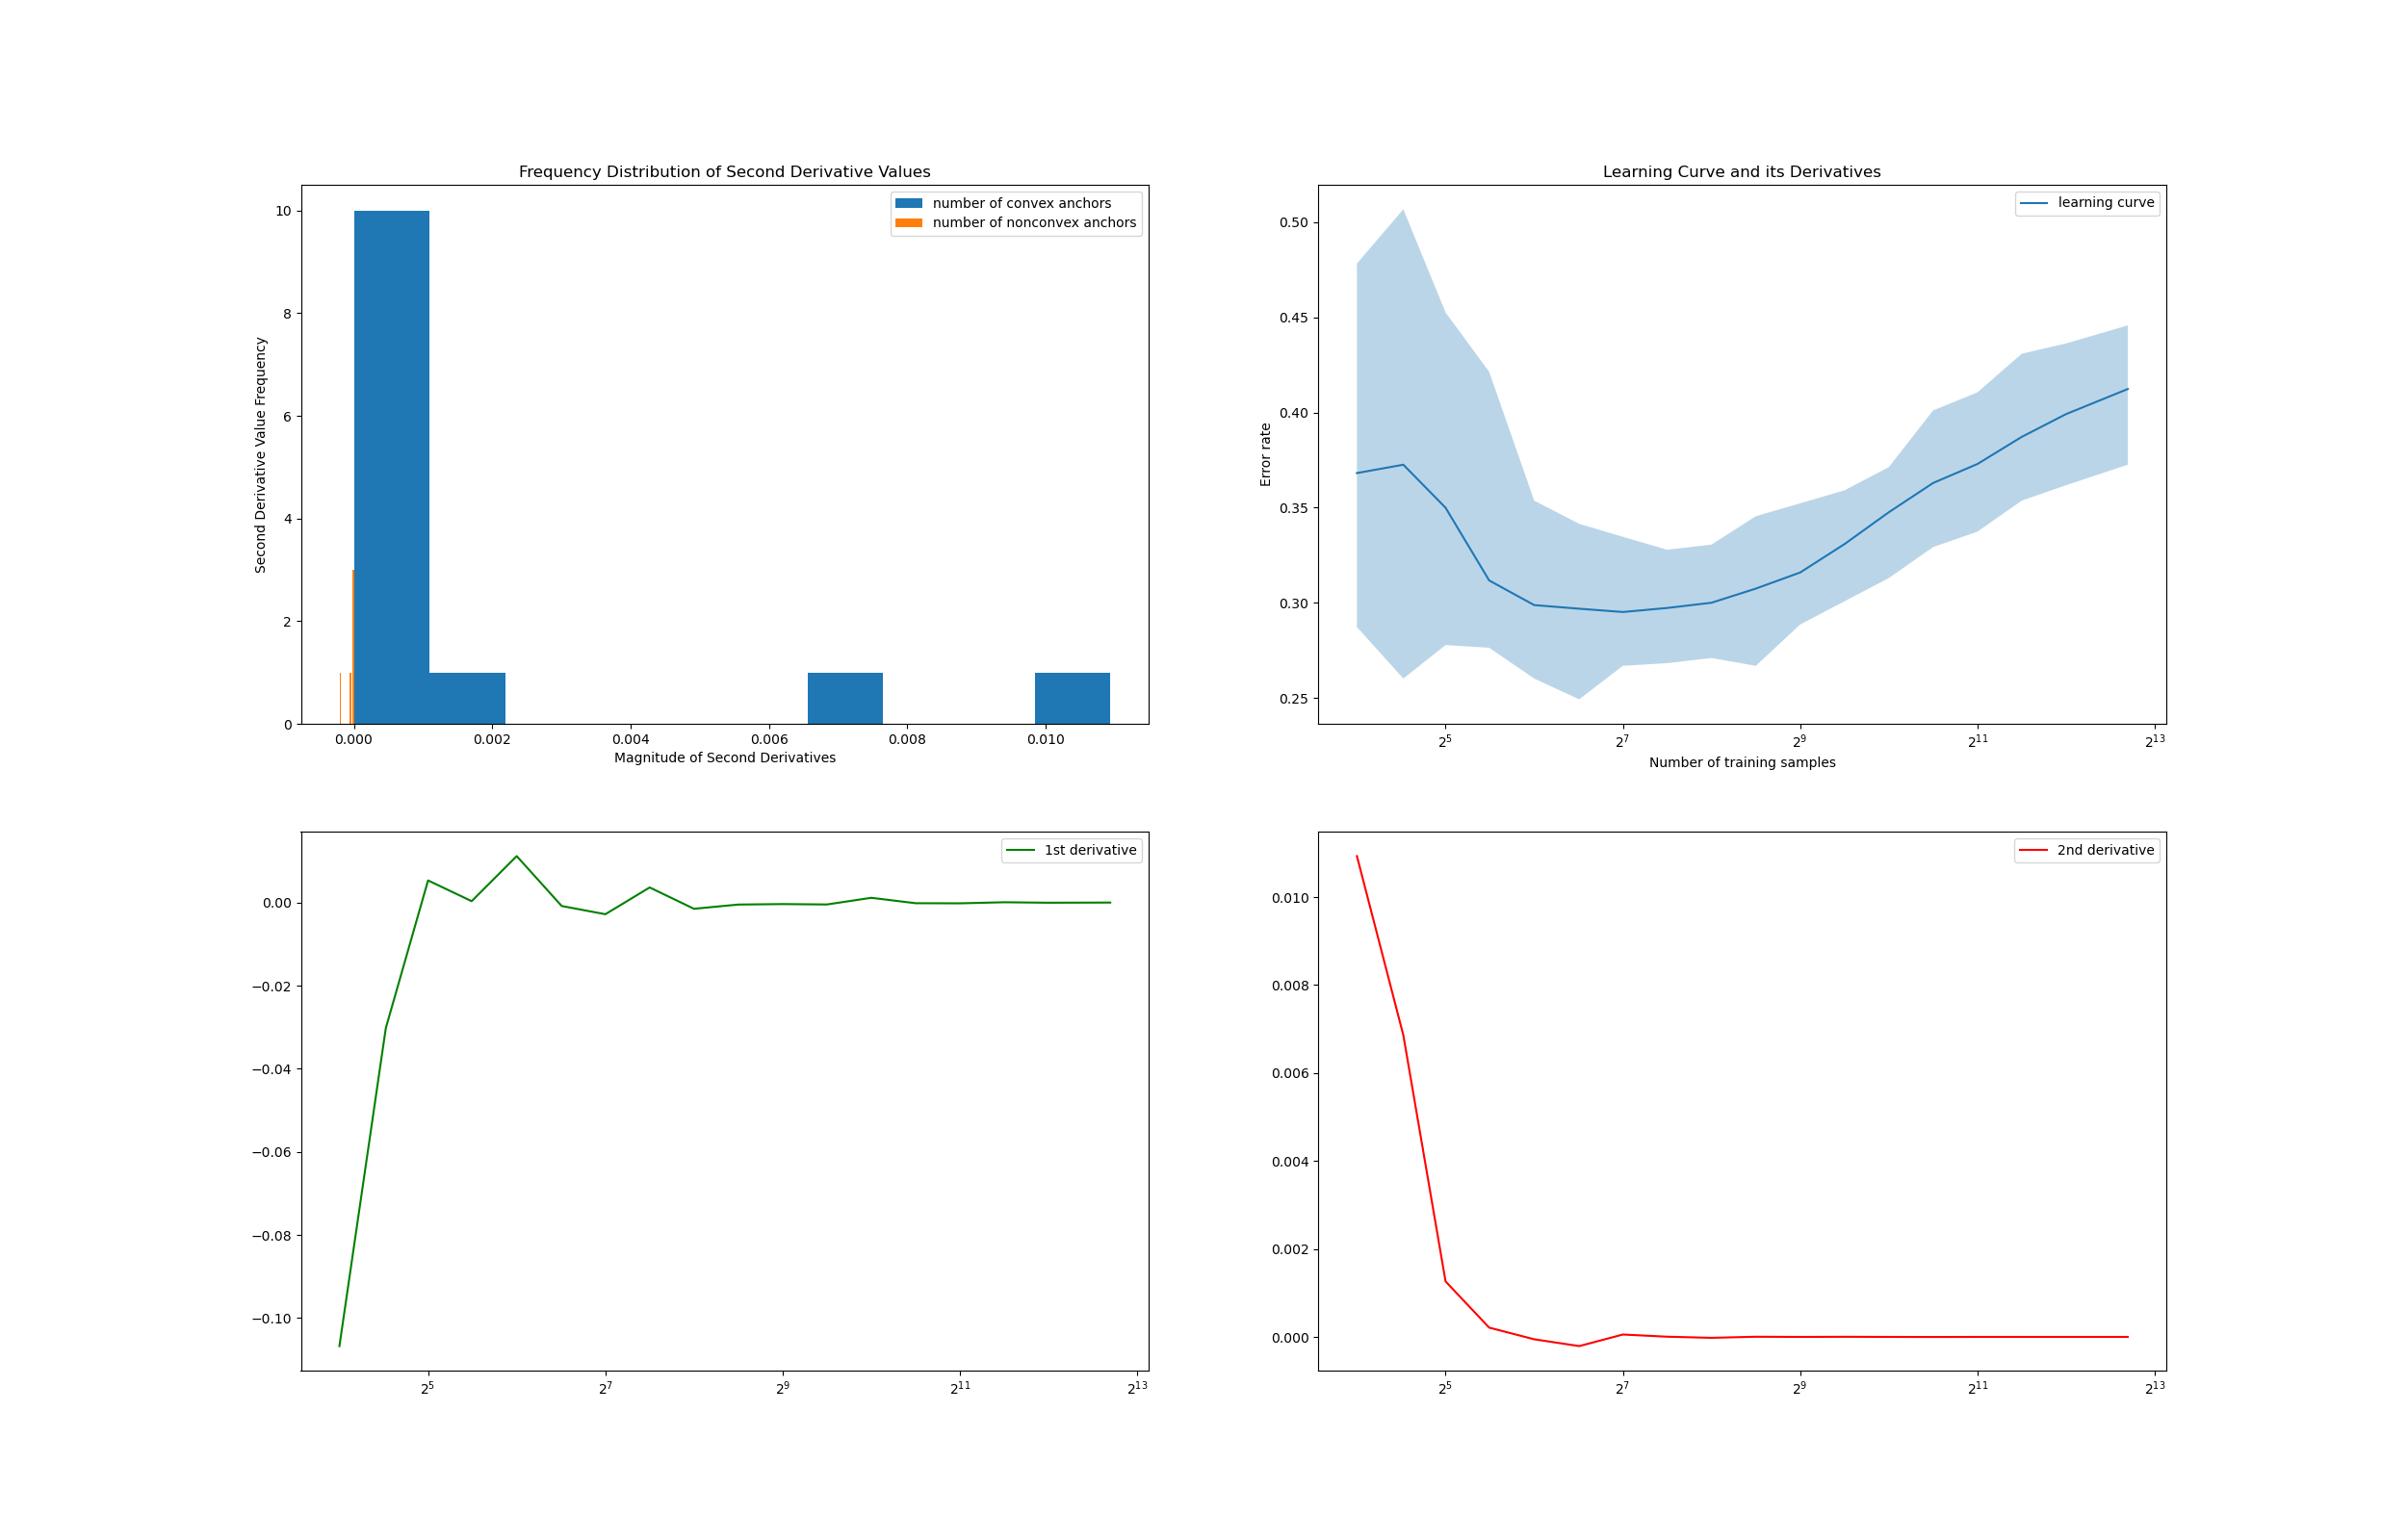 Frequency Distribution of Second Derivative Values
number of convex anchors
number of nonconvex anchors
10
8
6
4
2
0
Second Derivative Value Frequency
0.000 0.002 0.004 0.006 0.008 0.010
Magnitude of Second Derivatives
Learning Curve and its Derivatives
learning curve
0.50
0.45
0.40
0.35
0.30
0.25
Error rate
2^5 2^7 2^9 2^11 2^13
Number of training samples
1st derivative
0.00
−0.02
−0.04
−0.06
−0.08
−0.10
2^5 2^7 2^9 2^11 2^13
2nd derivative
0.010
0.008
0.006
0.004
0.002
0.000
2^5 2^7 2^9 2^11 2^13